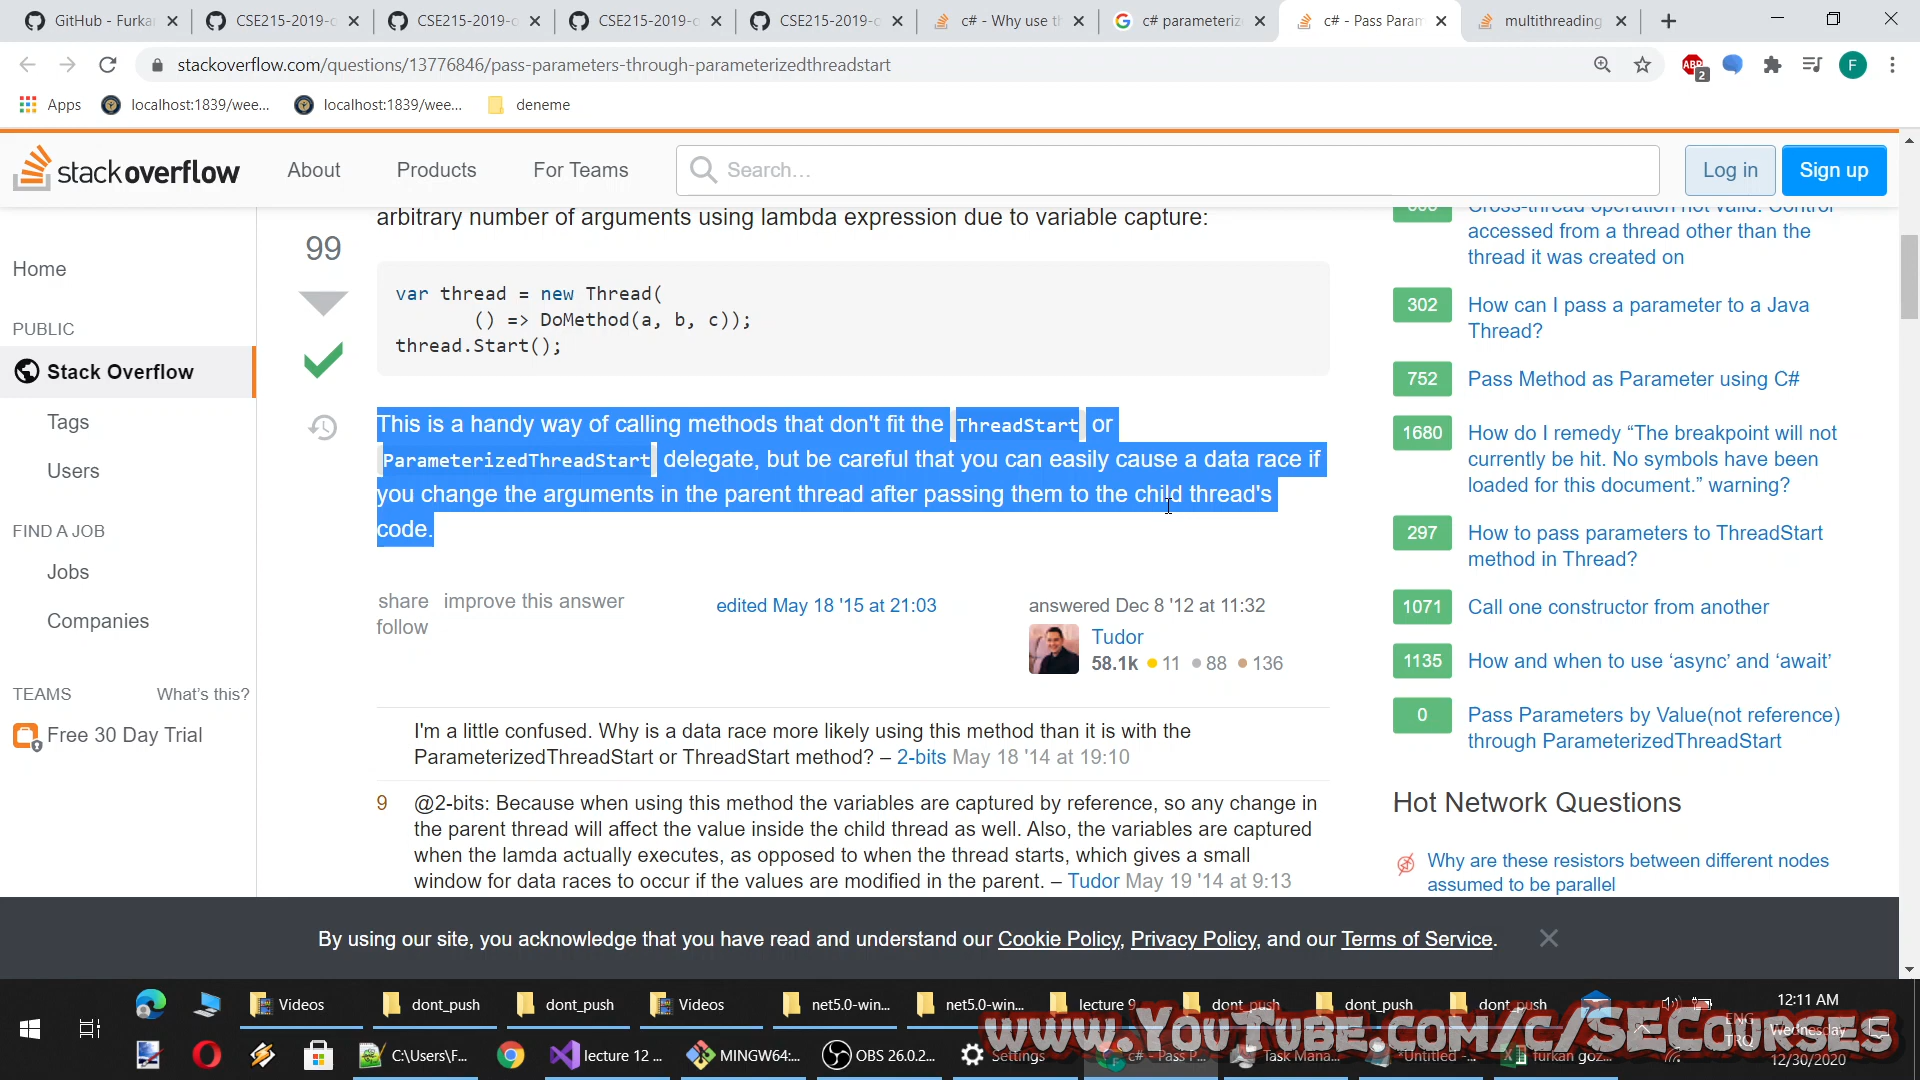 GitHub - Furka
CSE215-2019-c
CSE215-2019-c
CSE215-2019-c
CSE215-2019-c
c# - Why use th
c# parameteriz
c# - Pass Param
multithreading
stackoverflow.com/questions/13776846/pass-parameters-through-parameterizedthreadstart
ABP
2
F
Apps
localhost:1839/wee...
localhost:1839/wee...
deneme
stackoverflow
About
Products
For Teams
Search...
Log in
Sign up
Home
PUBLIC
Stack Overflow
Tags
Users
FIND A JOB
Jobs
Companies
TEAMS
What's this?
Free 30 Day Trial
99
arbitrary number of arguments using lambda expression due to variable capture:
var thread = new Thread(
() => DoMethod(a, b, c));
thread.Start();
This is a handy way of calling methods that don't fit the ThreadStart or
ParameterizedThreadStart delegate, but be careful that you can easily cause a data race if
you change the arguments in the parent thread after passing them to the child thread's
code.
share improve this answer
follow
edited May 18 '15 at 21:03
answered Dec 8 '12 at 11:32
Tudor
58.1k 11 88 136
I'm a little confused. Why is a data race more likely using this method than it is with the
ParameterizedThreadStart or ThreadStart method? – 2-bits May 18 '14 at 19:10
9
@2-bits: Because when using this method the variables are captured by reference, so any change in
the parent thread will affect the value inside the child thread as well. Also, the variables are captured
when the lamda actually executes, as opposed to when the thread starts, which gives a small
window for data races to occur if the values are modified in the parent. – Tudor May 19 '14 at 9:13
Cross-thread operation not valid: Control
accessed from a thread other than the
thread it was created on
302
How can I pass a parameter to a Java
Thread?
752
Pass Method as Parameter using C#
1680
How do I remedy “The breakpoint will not
currently be hit. No symbols have been
loaded for this document.” warning?
297
How to pass parameters to ThreadStart
method in Thread?
1071
Call one constructor from another
1135
How and when to use ‘async’ and ‘await’
0
Pass Parameters by Value(not reference)
through ParameterizedThreadStart
Hot Network Questions
Why are these resistors between different nodes
assumed to be parallel
By using our site, you acknowledge that you have read and understand our Cookie Policy, Privacy Policy, and our Terms of Service.
Videos
dont_push
dont_push
Videos
net5.0-win...
net5.0-win...
lecture 9
dont_push
dont_push
dont_push
12:11 AM
C:\Users\F...
lecture 12 ...
MINGW64:...
OBS 26.0.2...
Settings
c# - Pass P...
Task Mana...
*Untitled -...
furkan goz...
ENG
TRQ
Wednesday
12/30/2020
www.YouTube.com/c/SECourses